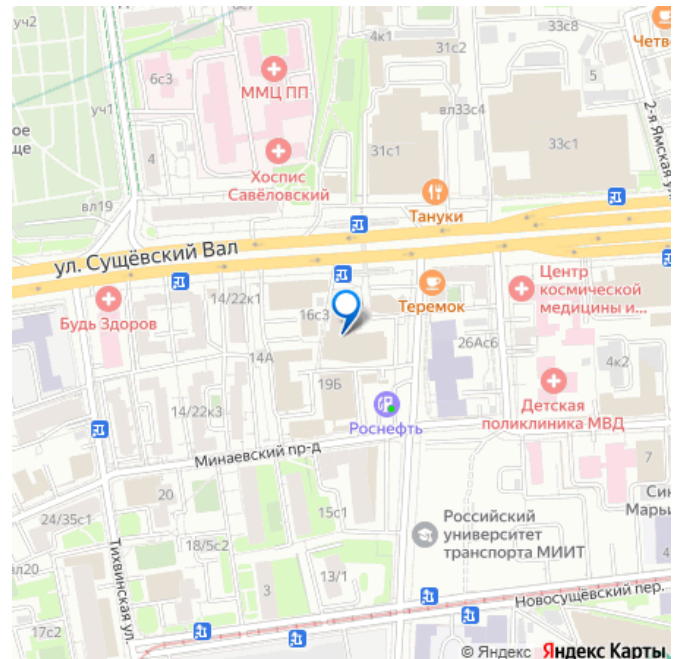 уч2
6с7
4к1
31с2
33с8
Четв
6с3
ММЦ ПП
5
2-я Ямская ул.
уч1
вл33с4
ое
ще
4
31с1
33с1
Хоспис
Савёловский
вл19
Тануки
ул. Сущёвский Вал
Центр
космической
медицины и...
14/22к1
Теремок
Будь Здоров
16с3
26Ас6
14А
4к2
19Б
Детская
поликлиника МВД
14/22к3
Роснефть
Минаевский пр-д
7
Син
Марьи
20
15с1
24/35с1
Российский
университет
транспорта МИИТ
18/5с2
4
вл20
Тихвинская ул.
13/1
3
Новосущёвский пер.
17с2
© Яндекс Яндекс Карты